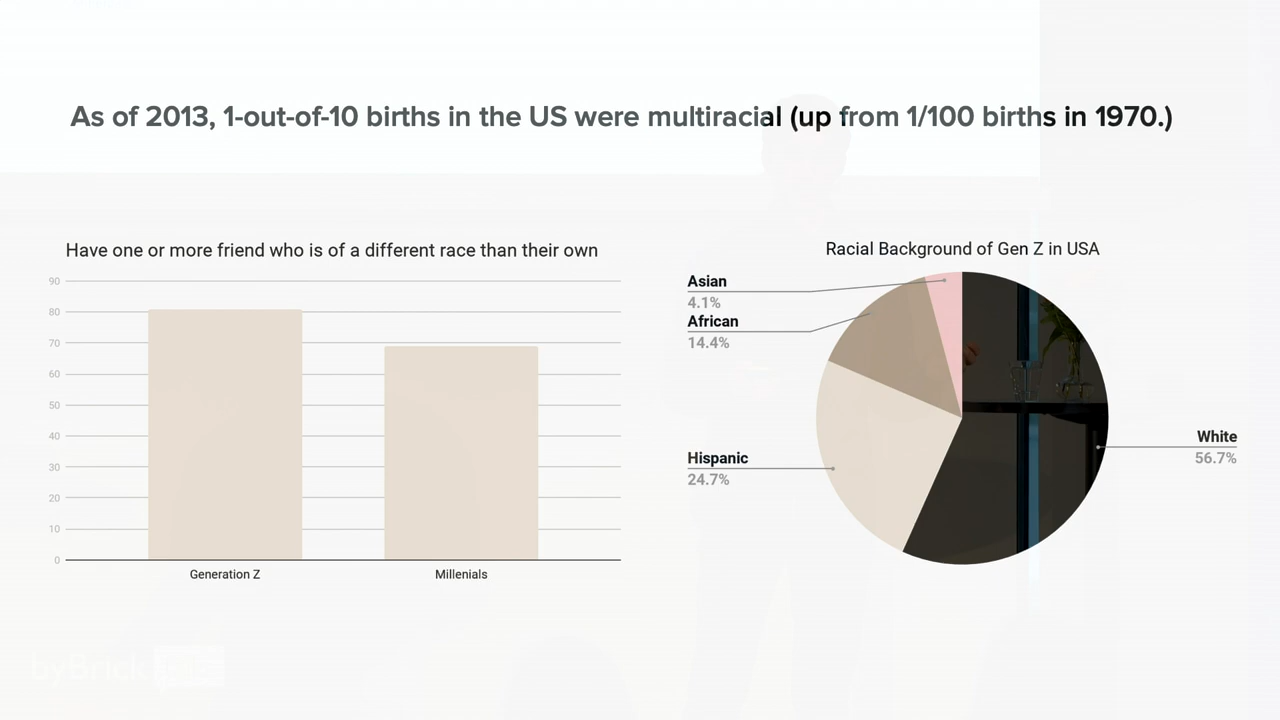 As of 2013, 1-out-of-10 births in the US were multiracial (up from 1/100 births in 1970.)
Have one or more friend who is of a different race than their own
90
80
70
60
50
40
30
20
10
0
Generation Z
Millenials
Racial Background of Gen Z in USA
Asian
4.1%
African
14.4%
Hispanic
24.7%
White
56.7%
byBrick